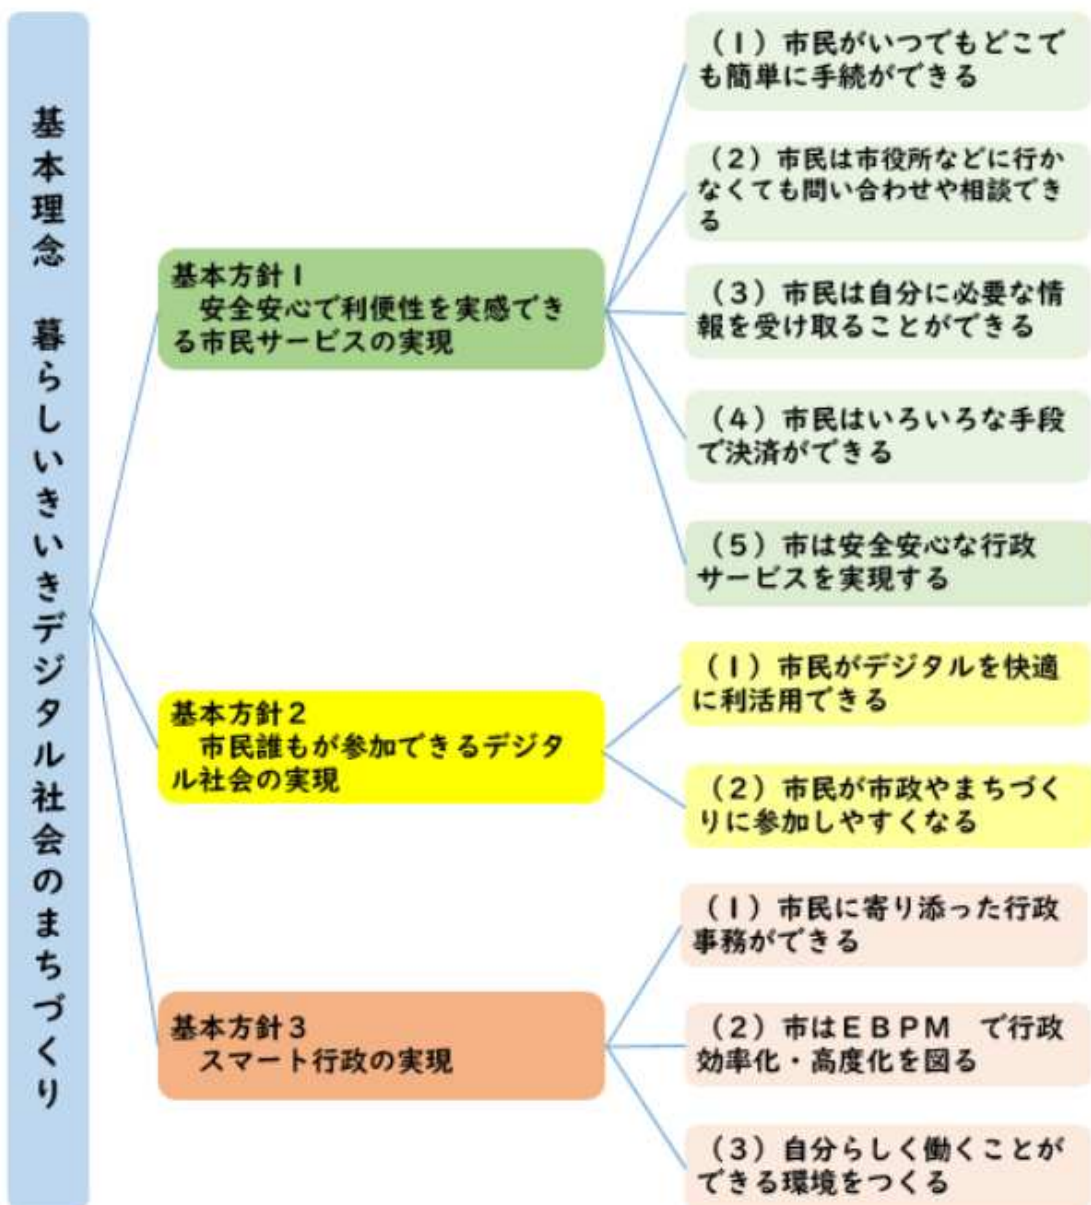 基本理念　暮らしいきいきデジタル社会のまちづくり
基本方針１
　安全安心で利便性を実感でき
る市民サービスの実現
（１）市民がいつでもどこで
も簡単に手続ができる
（２）市民は市役所などに行か
なくても問い合わせや相談でき
る
（３）市民は自分に必要な情
報を受け取ることができる
（４）市民はいろいろな手段
で決済ができる
（５）市は安全安心な行政
サービスを実現する
基本方針２
　市民誰もが参加できるデジタ
ル社会の実現
（１）市民がデジタルを快適
に利活用できる
（２）市民が市政やまちづく
りに参加しやすくなる
基本方針３
　スマート行政の実現
（１）市民に寄り添った行政
事務ができる
（２）市はＥＢＰＭ　で行政
効率化・高度化を図る
（３）自分らしく働くことが
できる環境をつくる